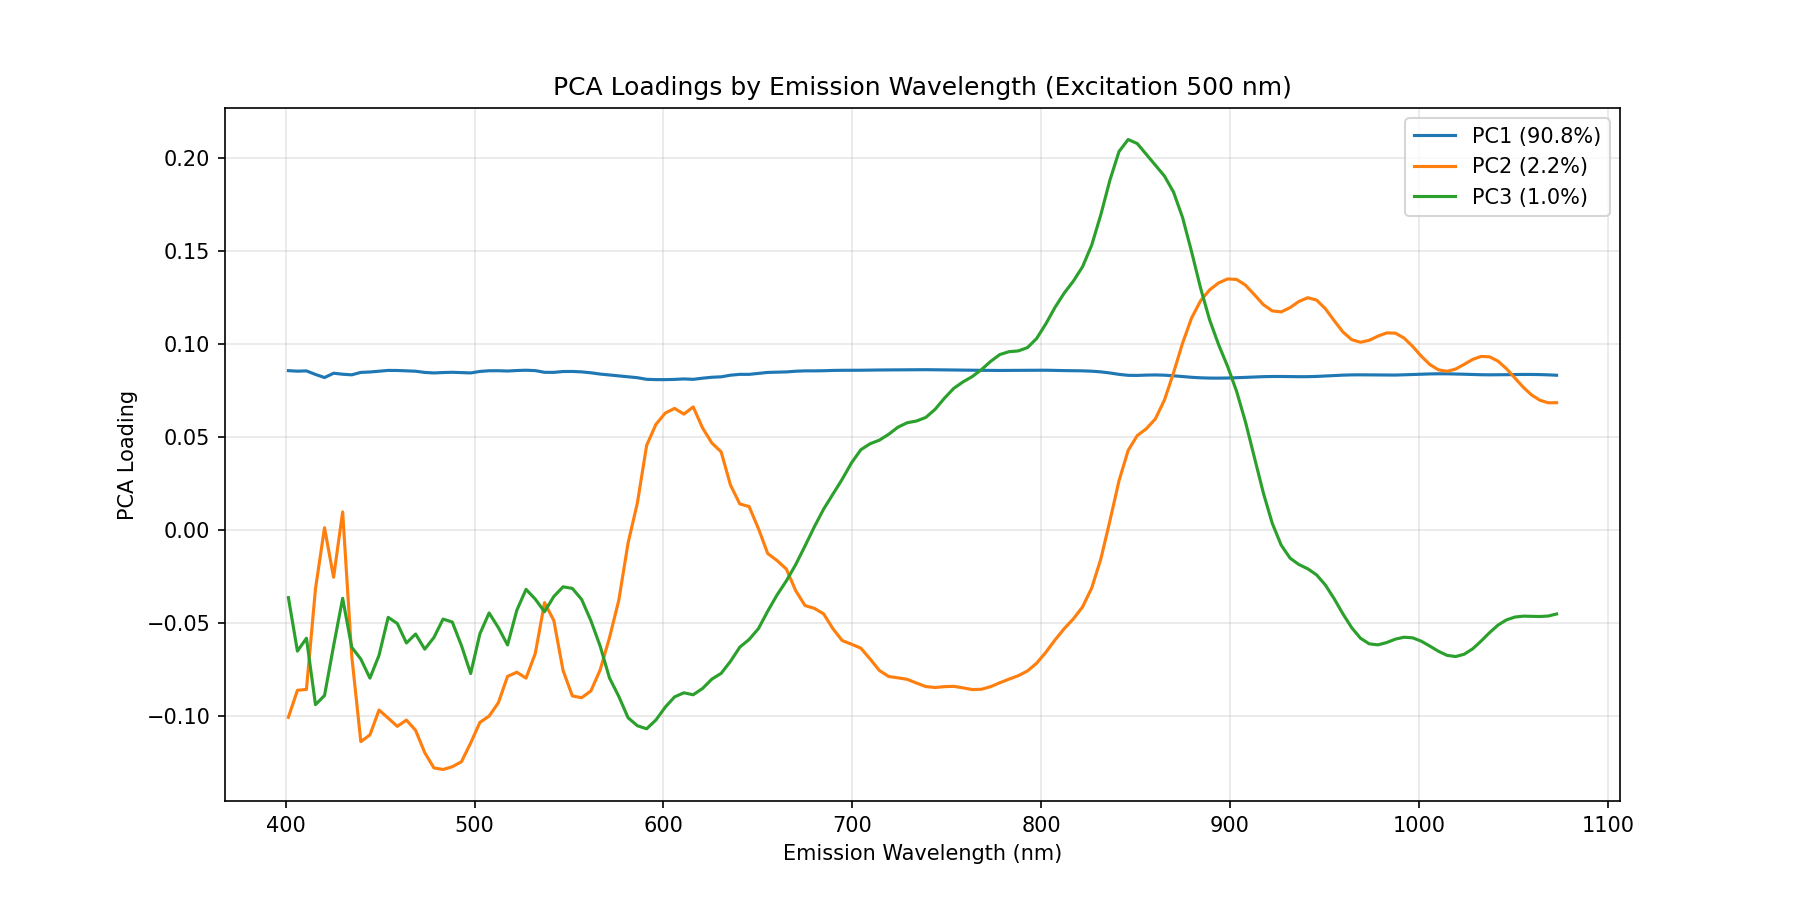 PCA Loadings by Emission Wavelength (Excitation 500 nm)
PC1 (90.8%)
PC2 (2.2%)
PC3 (1.0%)
0.20
0.15
0.10
0.05
0.00
−0.05
−0.10
PCA Loading
400 500 600 700 800 900 1000 1100
Emission Wavelength (nm)